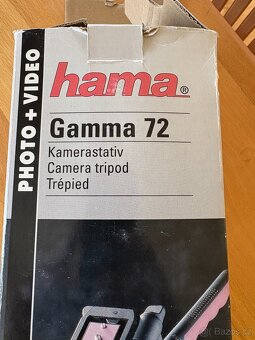 PHOTO + VIDEO
hama®
Gamma 72
Kamerastativ
Camera tripod
Trépied